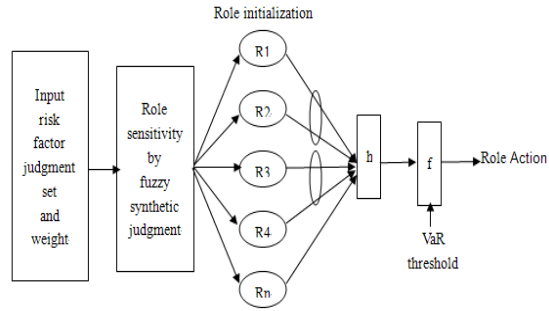 Role initialization
Input
risk
factor
judgment
set
and
weight
Role
sensitivity
by
fuzzy
synthetic
judgment
R1
R2
R3
R4
Rn
h
f
Role Action
VaR
threshold